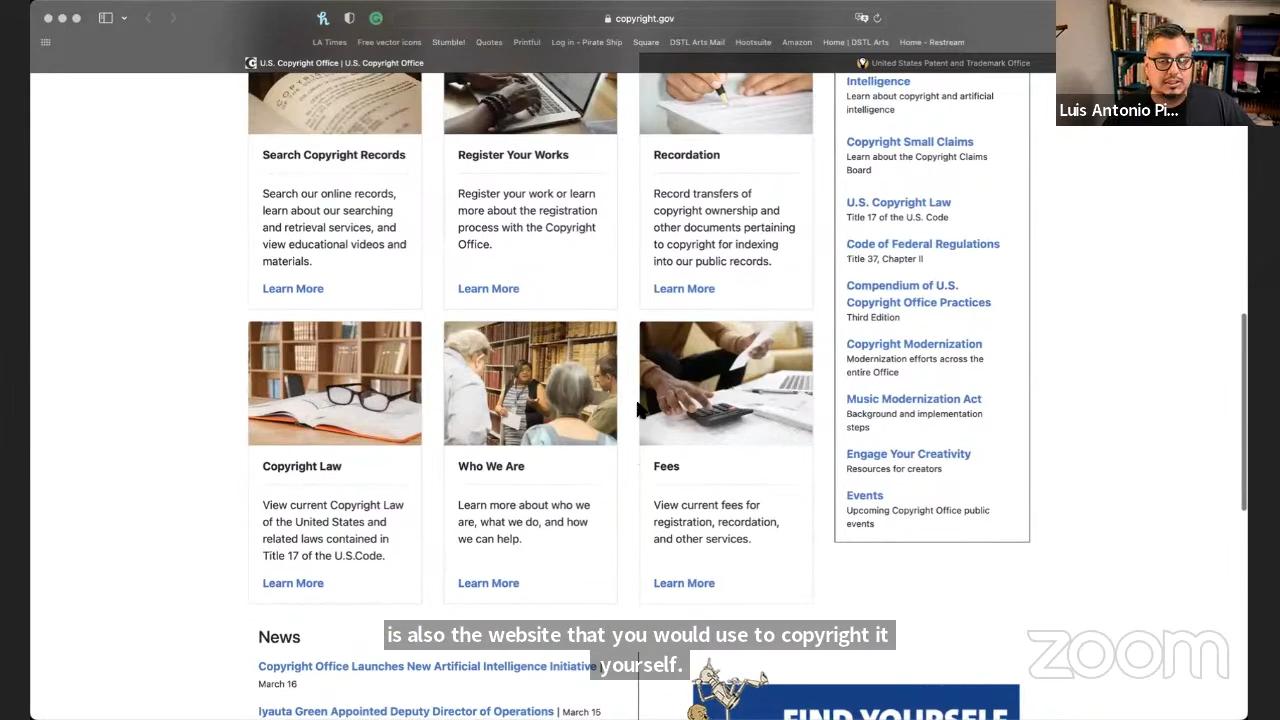 copyright.gov
LA Times
Free vector icons
Stumble!
Quotes
Printful
Log in - Pirate Ship
Square
DSTL Arts Mail
Hootsuite
Amazon
Home | DSTL Arts
Home - Restream
U.S. Copyright Office | U.S. Copyright Office
United States Patent and Trademark Office
Luis Antonio Pi...
Search Copyright Records
Search our online records,
learn about our searching
and retrieval services, and
view educational videos and
materials.
Learn More
Register Your Works
Register your work or learn
more about the registration
process with the Copyright
Office.
Learn More
Recordation
Record transfers of
copyright ownership and
other documents pertaining
to copyright for indexing
into our public records.
Learn More
Copyright Law
View current Copyright Law
of the United States and
related laws contained in
Title 17 of the U.S.Code.
Learn More
Who We Are
Learn more about who we
are, what we do, and how
we can help.
Learn More
Fees
View current fees for
registration, recordation,
and other services.
Learn More
Intelligence
Learn about copyright and artificial
intelligence
Copyright Small Claims
Learn about the Copyright Claims
Board
U.S. Copyright Law
Title 17 of the U.S. Code
Code of Federal Regulations
Title 37, Chapter II
Compendium of U.S.
Copyright Office Practices
Third Edition
Copyright Modernization
Modernization efforts across the
entire Office
Music Modernization Act
Background and implementation
steps
Engage Your Creativity
Resources for creators
Events
Upcoming Copyright Office public
events
News
Copyright Office Launches New Artificial Intelligence Initiative
March 16
Iyauta Green Appointed Deputy Director of Operations | March 15
FIND YOURSELF
is also the website that you would use to copyright it
yourself.
zoom